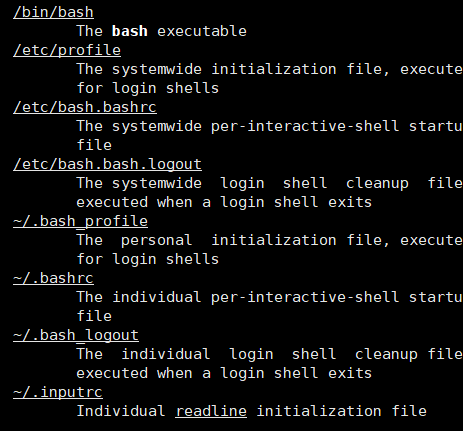 /bin/bash
The bash executable
/etc/profile
The systemwide initialization file, execute
for login shells
/etc/bash.bashrc
The systemwide per-interactive-shell startu
file
/etc/bash.bash.logout
The systemwide login shell cleanup file
executed when a login shell exits
~/.bash_profile
The personal initialization file, execute
for login shells
~/.bashrc
The individual per-interactive-shell startu
file
~/.bash_logout
The individual login shell cleanup file
executed when a login shell exits
~/.inputrc
Individual readline initialization file